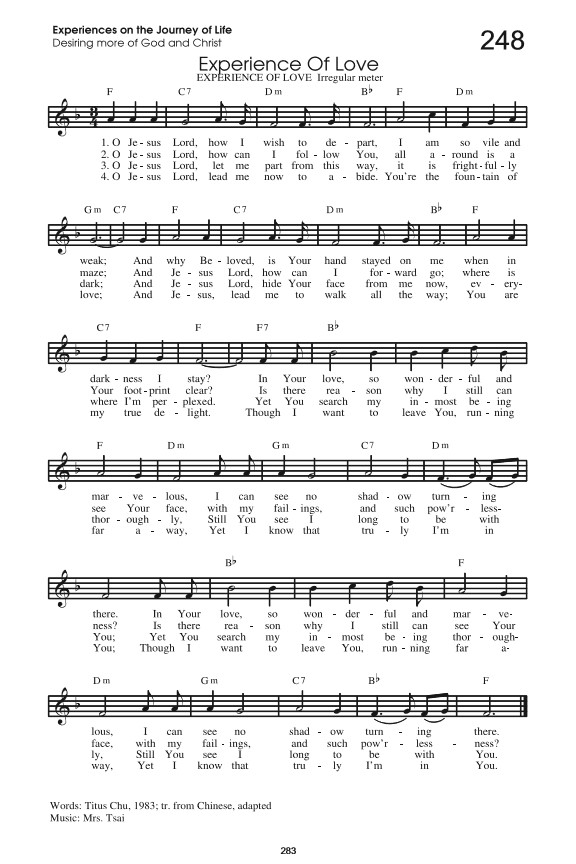 Experiences on the Journey of Life
Desiring more of God and Christ
248
Experience Of Love
EXPERIENCE OF LOVE Irregular meter
F C7 Dm B♭ F Dm
9 4
1. O Je - sus Lord, how I wish to de - part, I am so vile and
2. O Je - sus Lord, how can I fol - low You, all a - round is a
3. O Je - sus Lord, let me part from this way, it is fright - ful - ly
4. O Je - sus Lord, lead me now to a - bide. You're the foun - tain of
Gm C7 F C7 Dm B♭ F
weak; And why Be - loved, is Your hand stayed on me when in
maze; And Je - sus Lord, how can I for - ward go; where is
dark; And Je - sus Lord, hide Your face from me now, ev - ery-
love; And Je - sus, lead me to walk all the way; You are
C7 F F7 B♭
dark - ness I stay? In Your love, so won - der - ful and
Your foot - print clear? Is there rea - son why I still can
where I'm per - plexed. Yet You search my in - most be - ing
my true de - light. Though I want to leave You, run - ning
F Dm Gm C7 Dm
mar - ve - lous, I can see no shad - ow turn - ing
see Your face, with my fail - ings, and such pow'r - less-
thor - ough - ly, Still You see I long to be with
far a - way, Yet I know that tru - ly I'm in
B♭ F
there. In Your love, so won - der - ful and mar - ve-
ness? Is there rea - son why I still can see Your
You; Yet You search my in - most be - ing thor - ough-
You; Though I want to leave You, run - ning far a-
Dm Gm C7 B♭ F
lous, I can see no shad - ow turn - ing there.
face, with my fail - ings, and such pow'r - less - ness?
ly, Still You see I long to be with You.
way, Yet I know that tru - ly I'm in You.
Words: Titus Chu, 1983; tr. from Chinese, adapted
Music: Mrs. Tsai
283